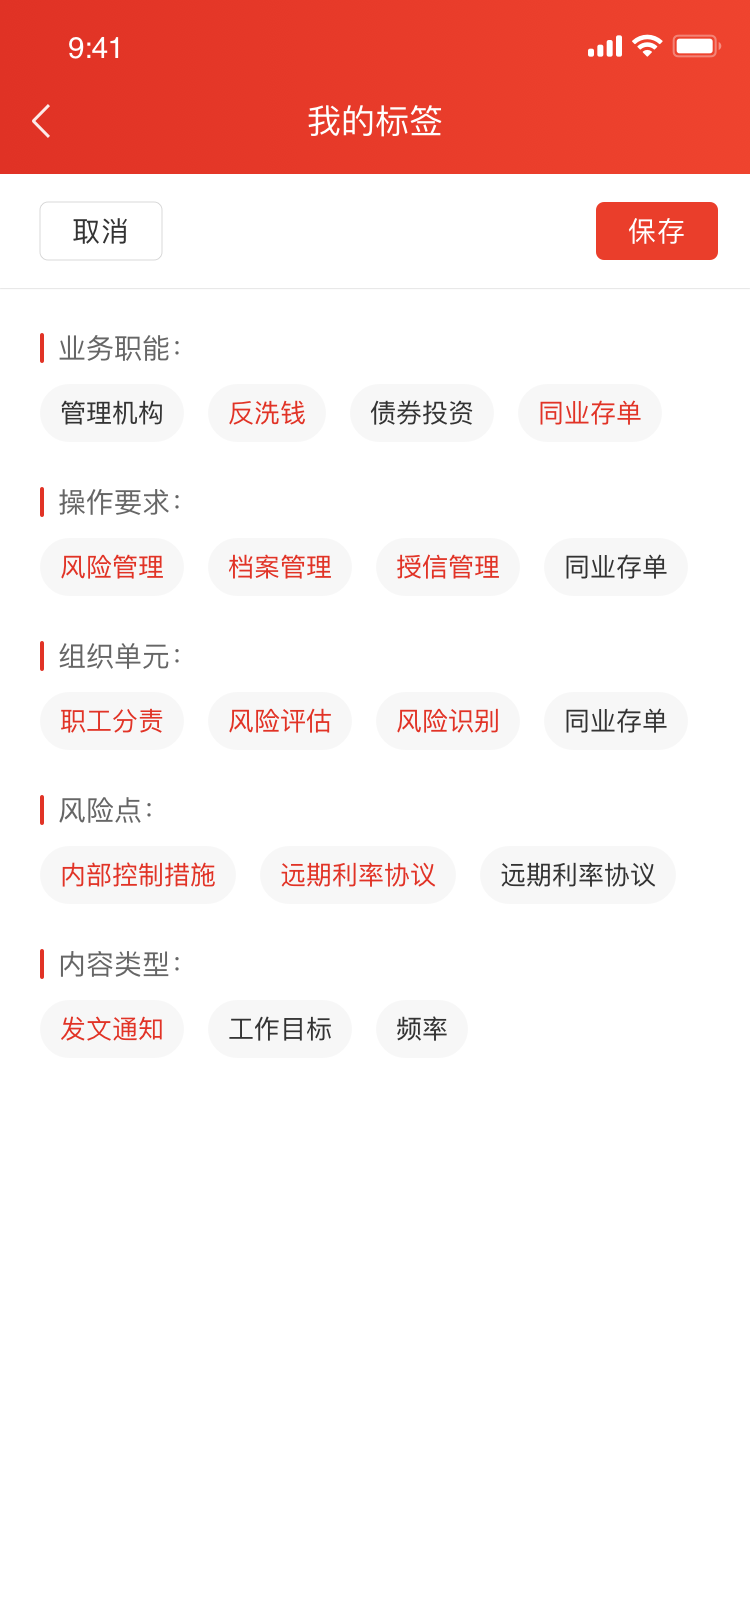 9:41
我的标签
取消 保存
业务职能：
管理机构 反洗钱 债券投资 同业存单
操作要求：
风险管理 档案管理 授信管理 同业存单
组织单元：
职工分责 风险评估 风险识别 同业存单
风险点：
内部控制措施 远期利率协议 远期利率协议
内容类型：
发文通知 工作目标 频率